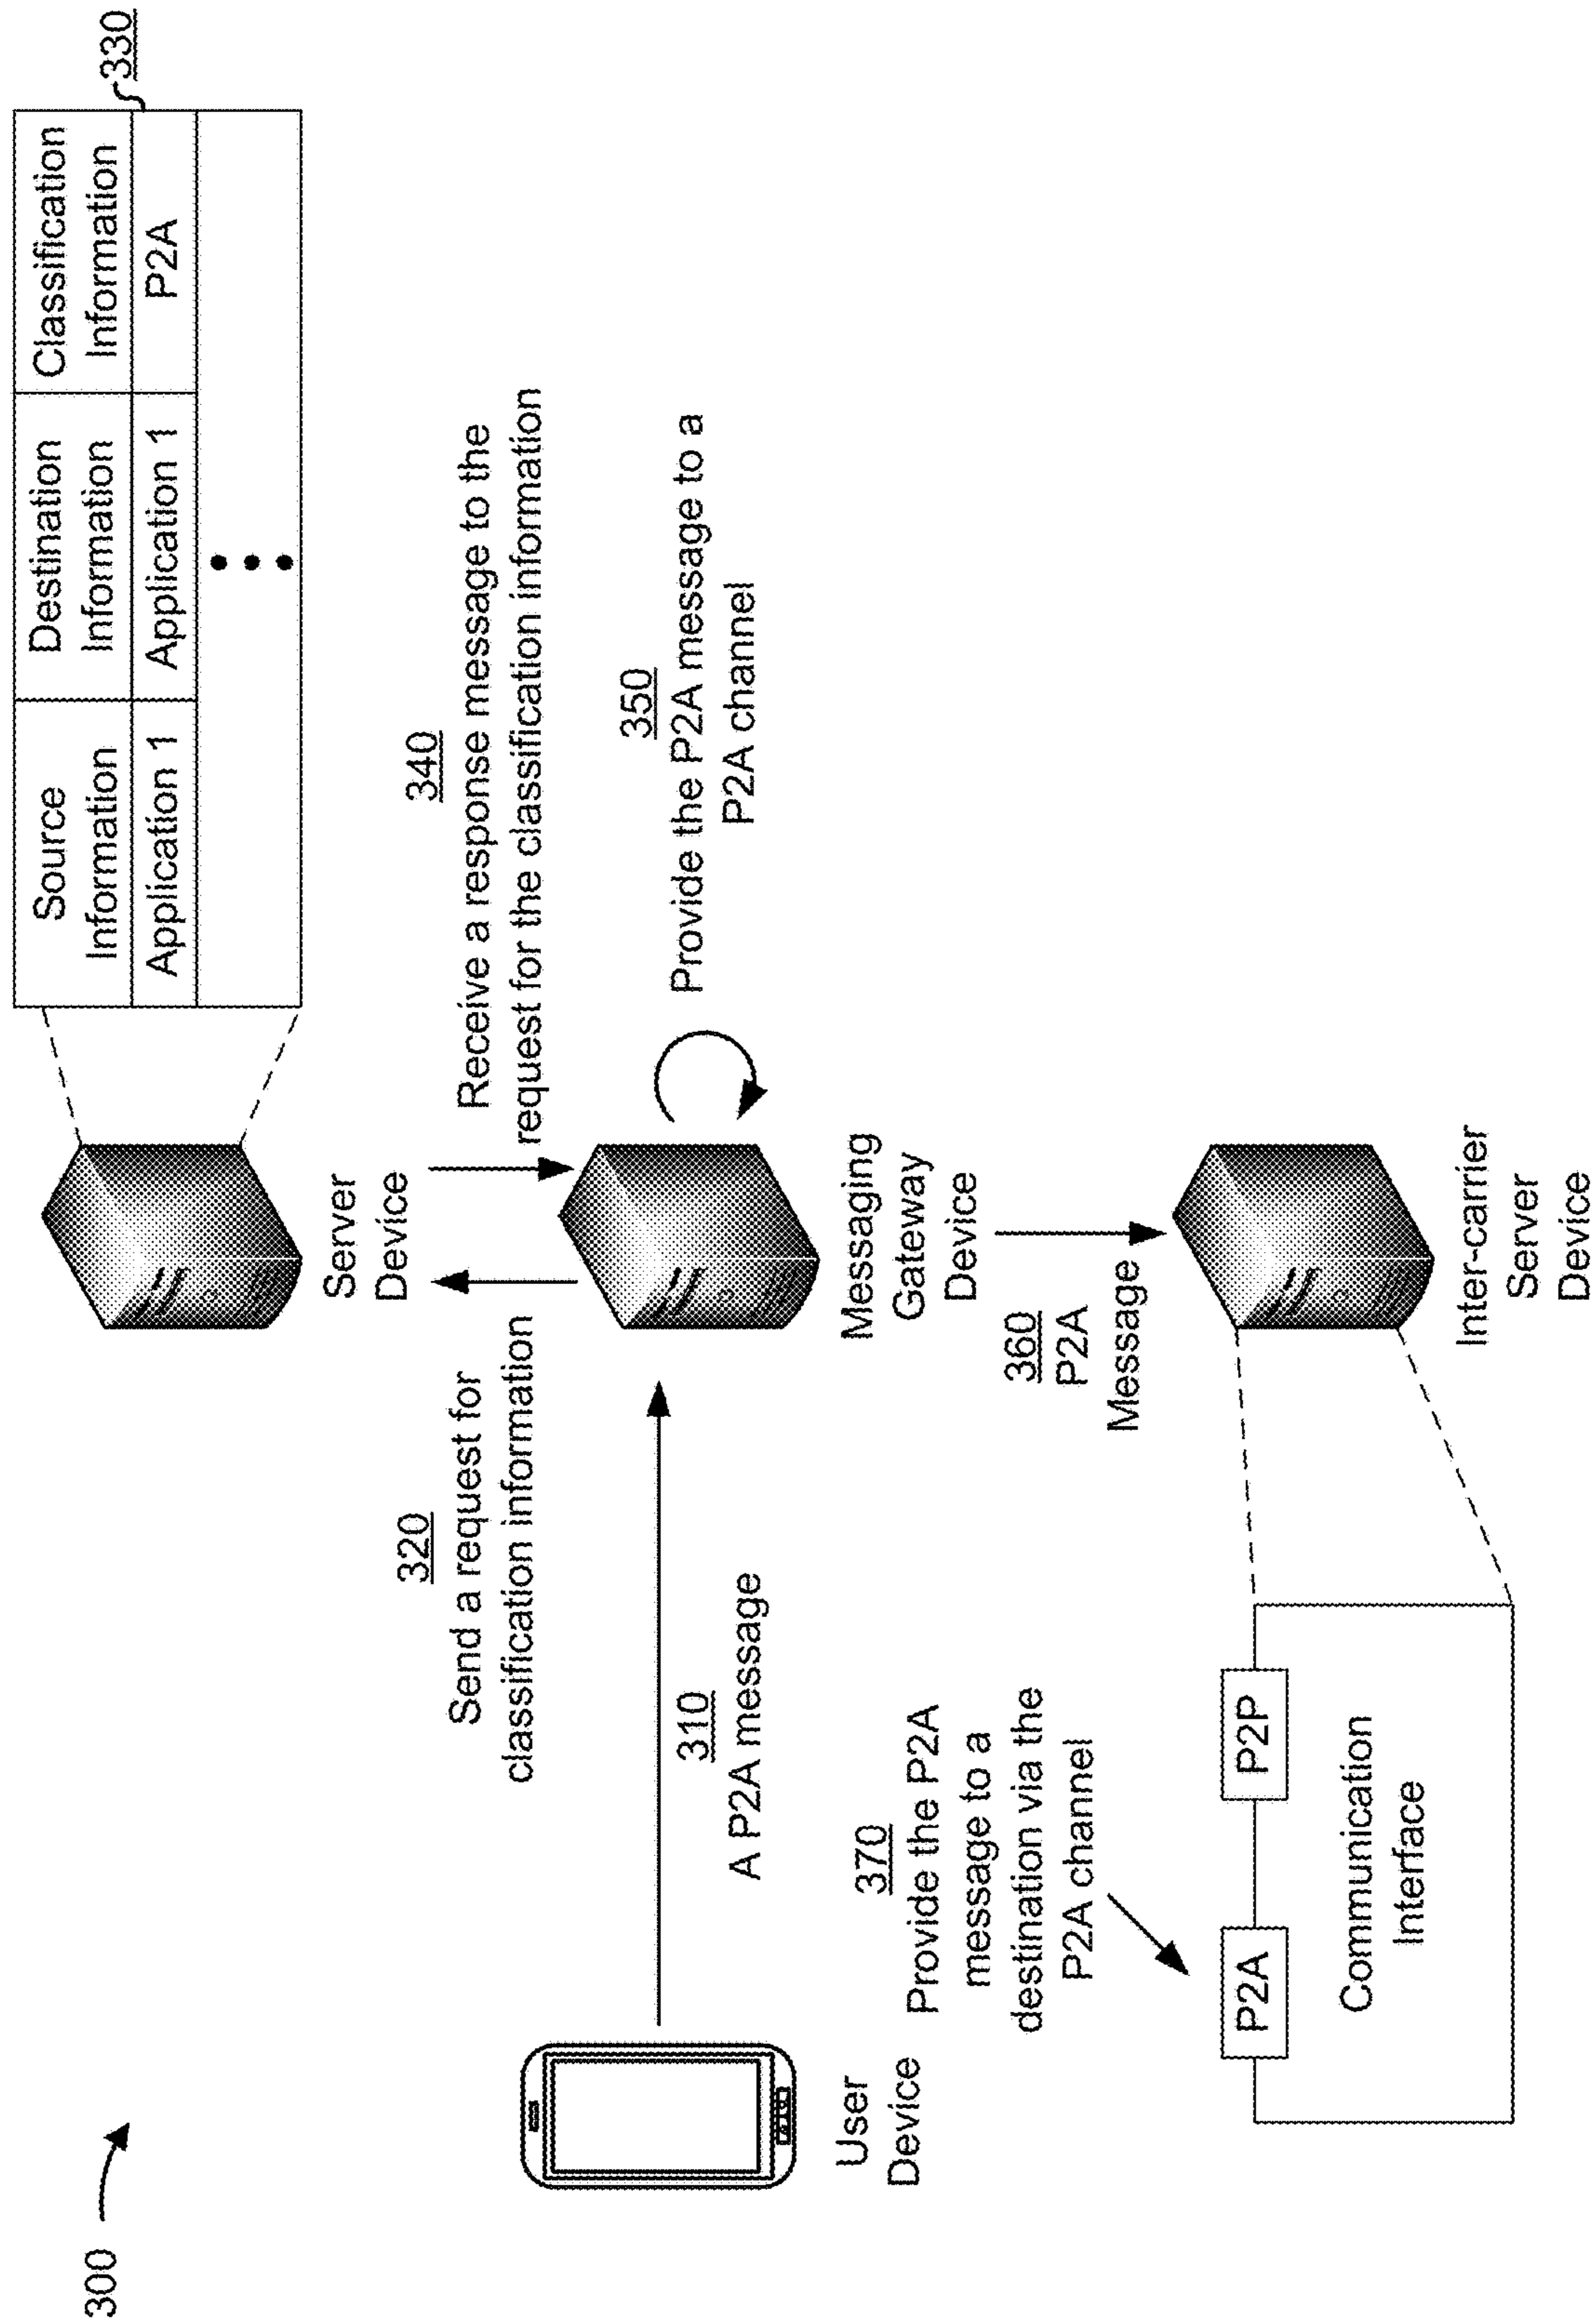 300
Source
Information
Destination
Information
Classification
Information
Application 1
Application 1
P2A
330
Server
Device
320
Send a request for
classification information
340
Receive a response message to the
request for the classification information
310
A P2A message
350
Provide the P2A message to a
P2A channel
User
Device
Messaging
Gateway
Device
370
Provide the P2A
message to a
destination via the
P2A channel
360
P2A
Message
P2A
P2P
Communication
Interface
Inter-carrier
Server
Device